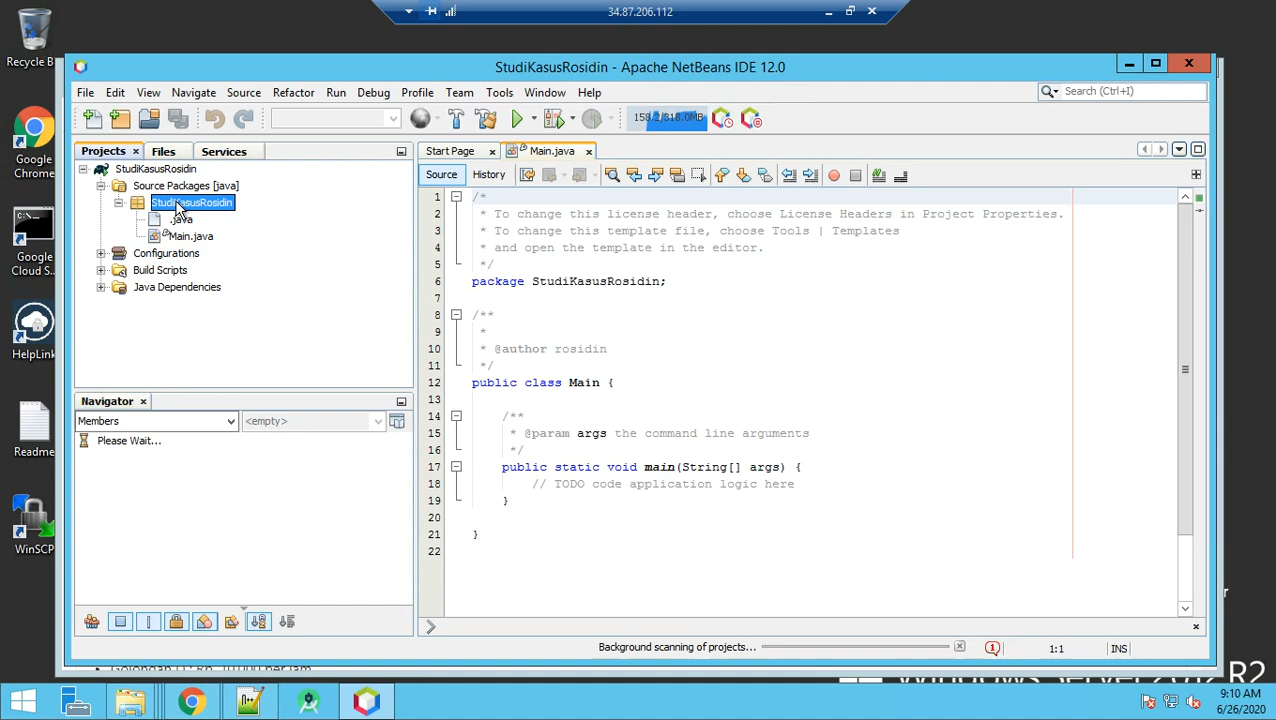 34.87.206.112
Recycle B
StudiKasusRosidin - Apache NetBeans IDE 12.0
File Edit View Navigate Source Refactor Run Debug Profile Team Tools Window Help
Search (Ctrl+I)
158.2/318.0MB
Projects Files Services
Start Page Main.java
StudiKasusRosidin
Source Packages [java]
StudiKasusRosidin
.java
Main.java
Configurations
Build Scripts
Java Dependencies
Source History
1 /*
2 * To change this license header, choose License Headers in Project Properties.
3 * To change this template file, choose Tools | Templates
4 * and open the template in the editor.
5 */
6 package StudiKasusRosidin;
7
8 /**
9 *
10 * @author rosidin
11 */
12 public class Main {
13
14 /**
15 * @param args the command line arguments
16 */
17 public static void main(String[] args) {
18 // TODO code application logic here
19 }
20
21 }
22
Navigator
Members <empty>
Please Wait...
Google
Chrome
Google
Cloud S...
HelpLink
Readme
WinSCP
Background scanning of projects...
1
1:1 INS
9:10 AM
6/26/2020